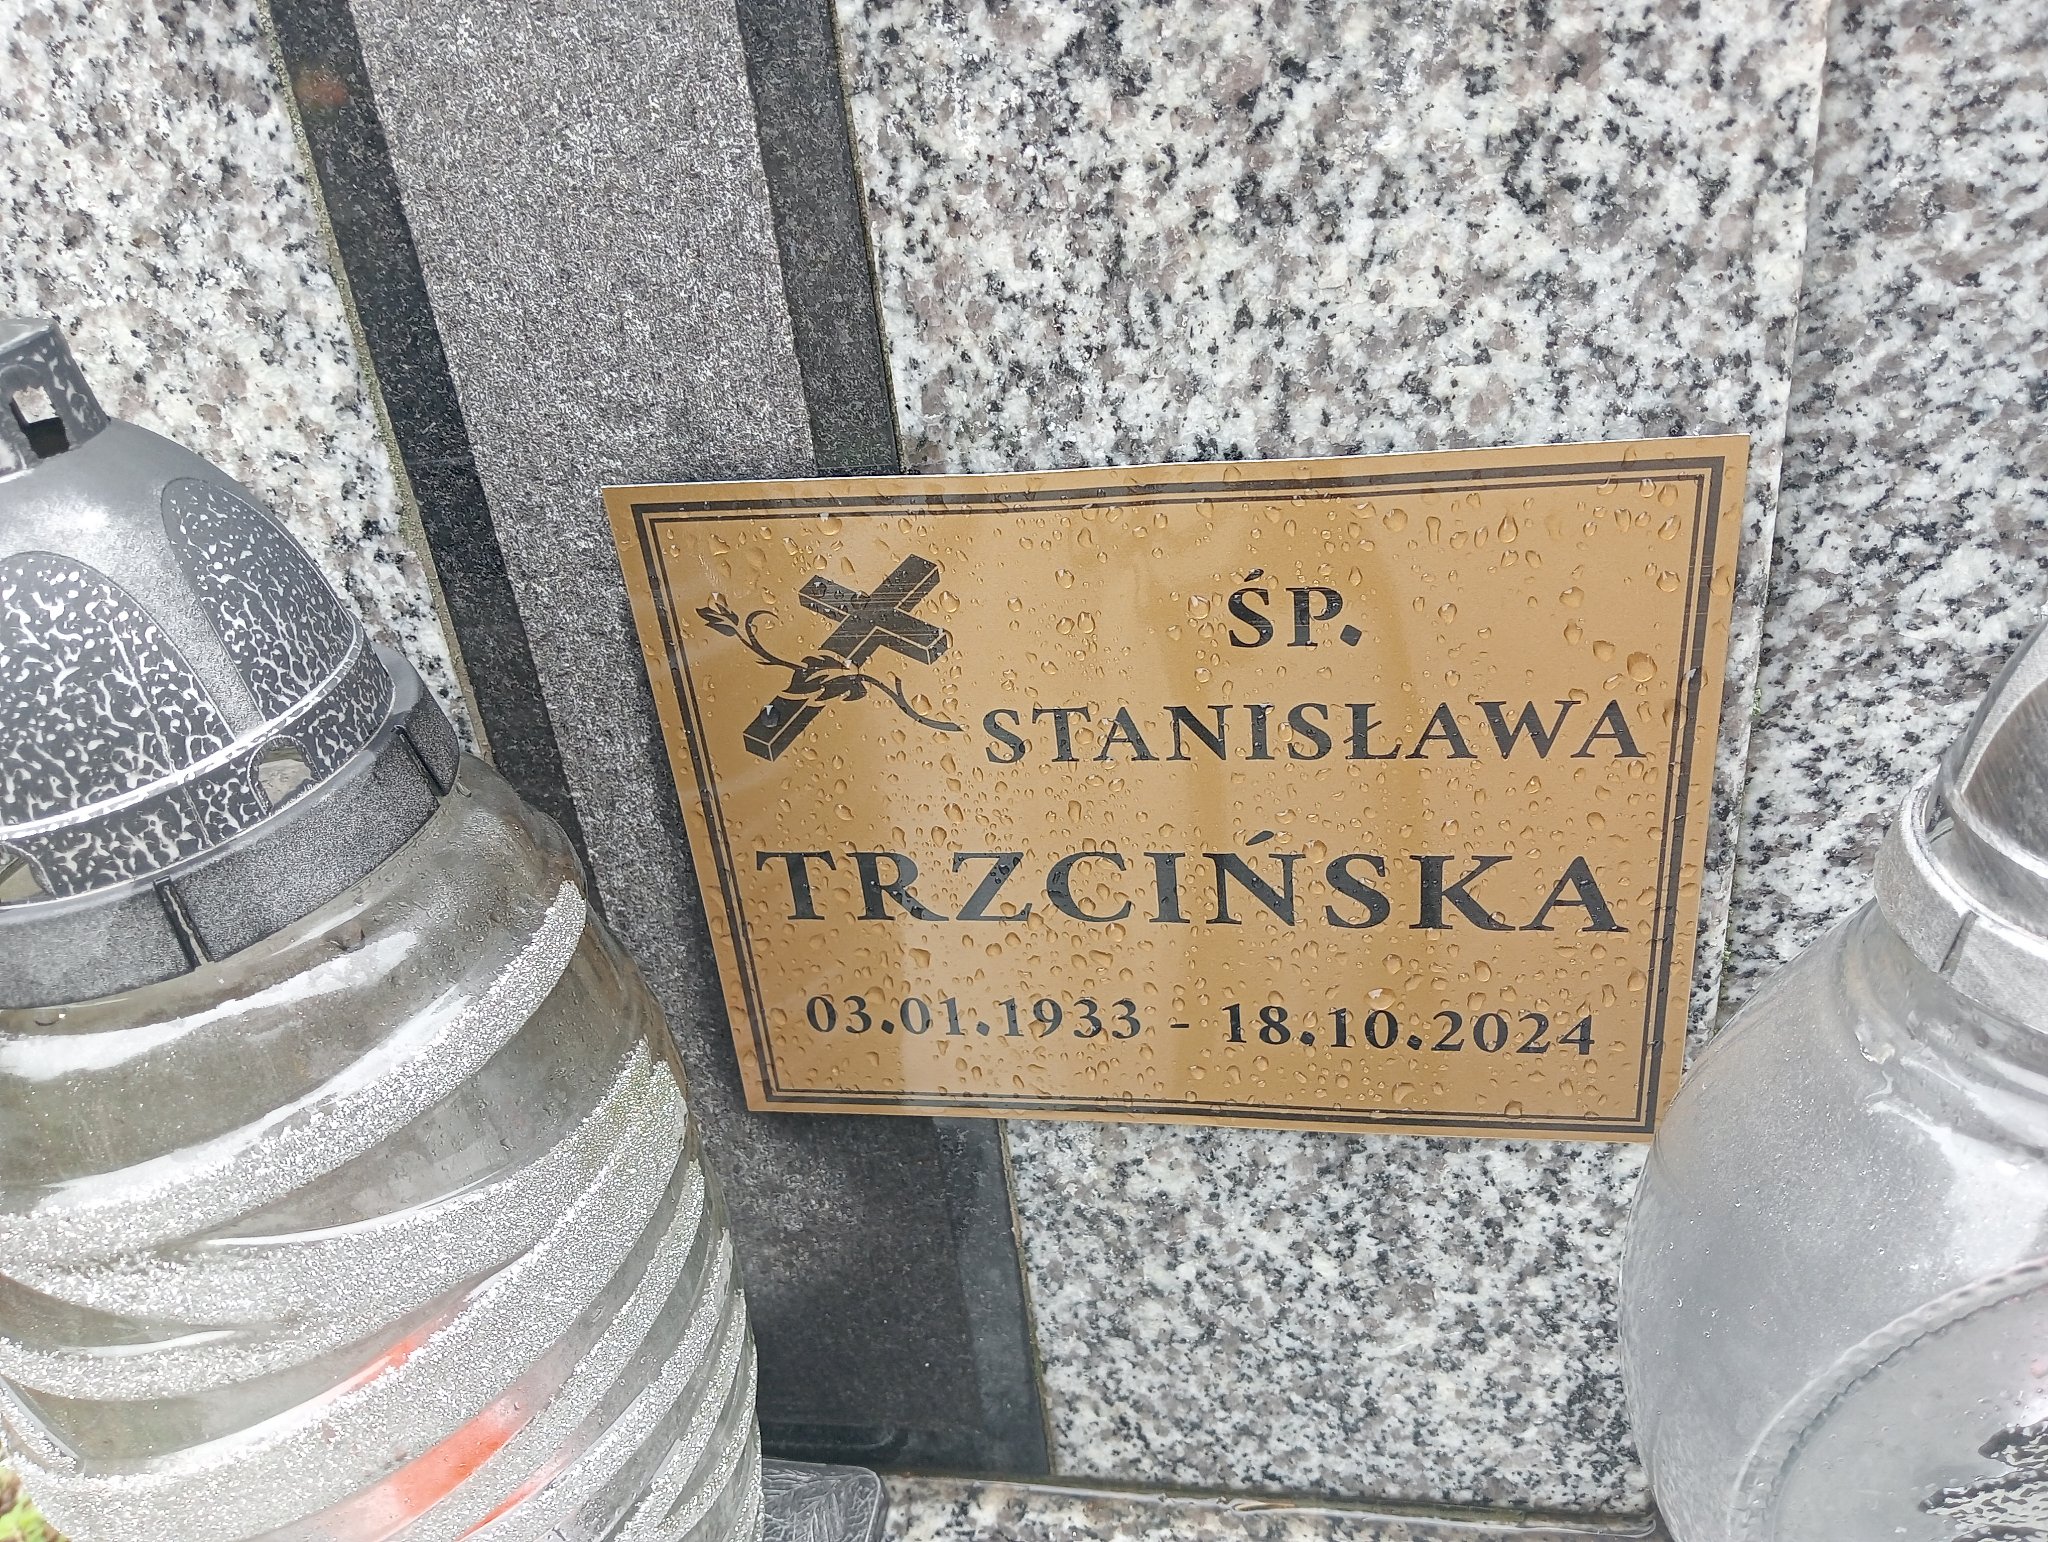 ŚP.
STANISŁAWA
TRZCIŃSKA
03.01.1933 - 18.10.2024